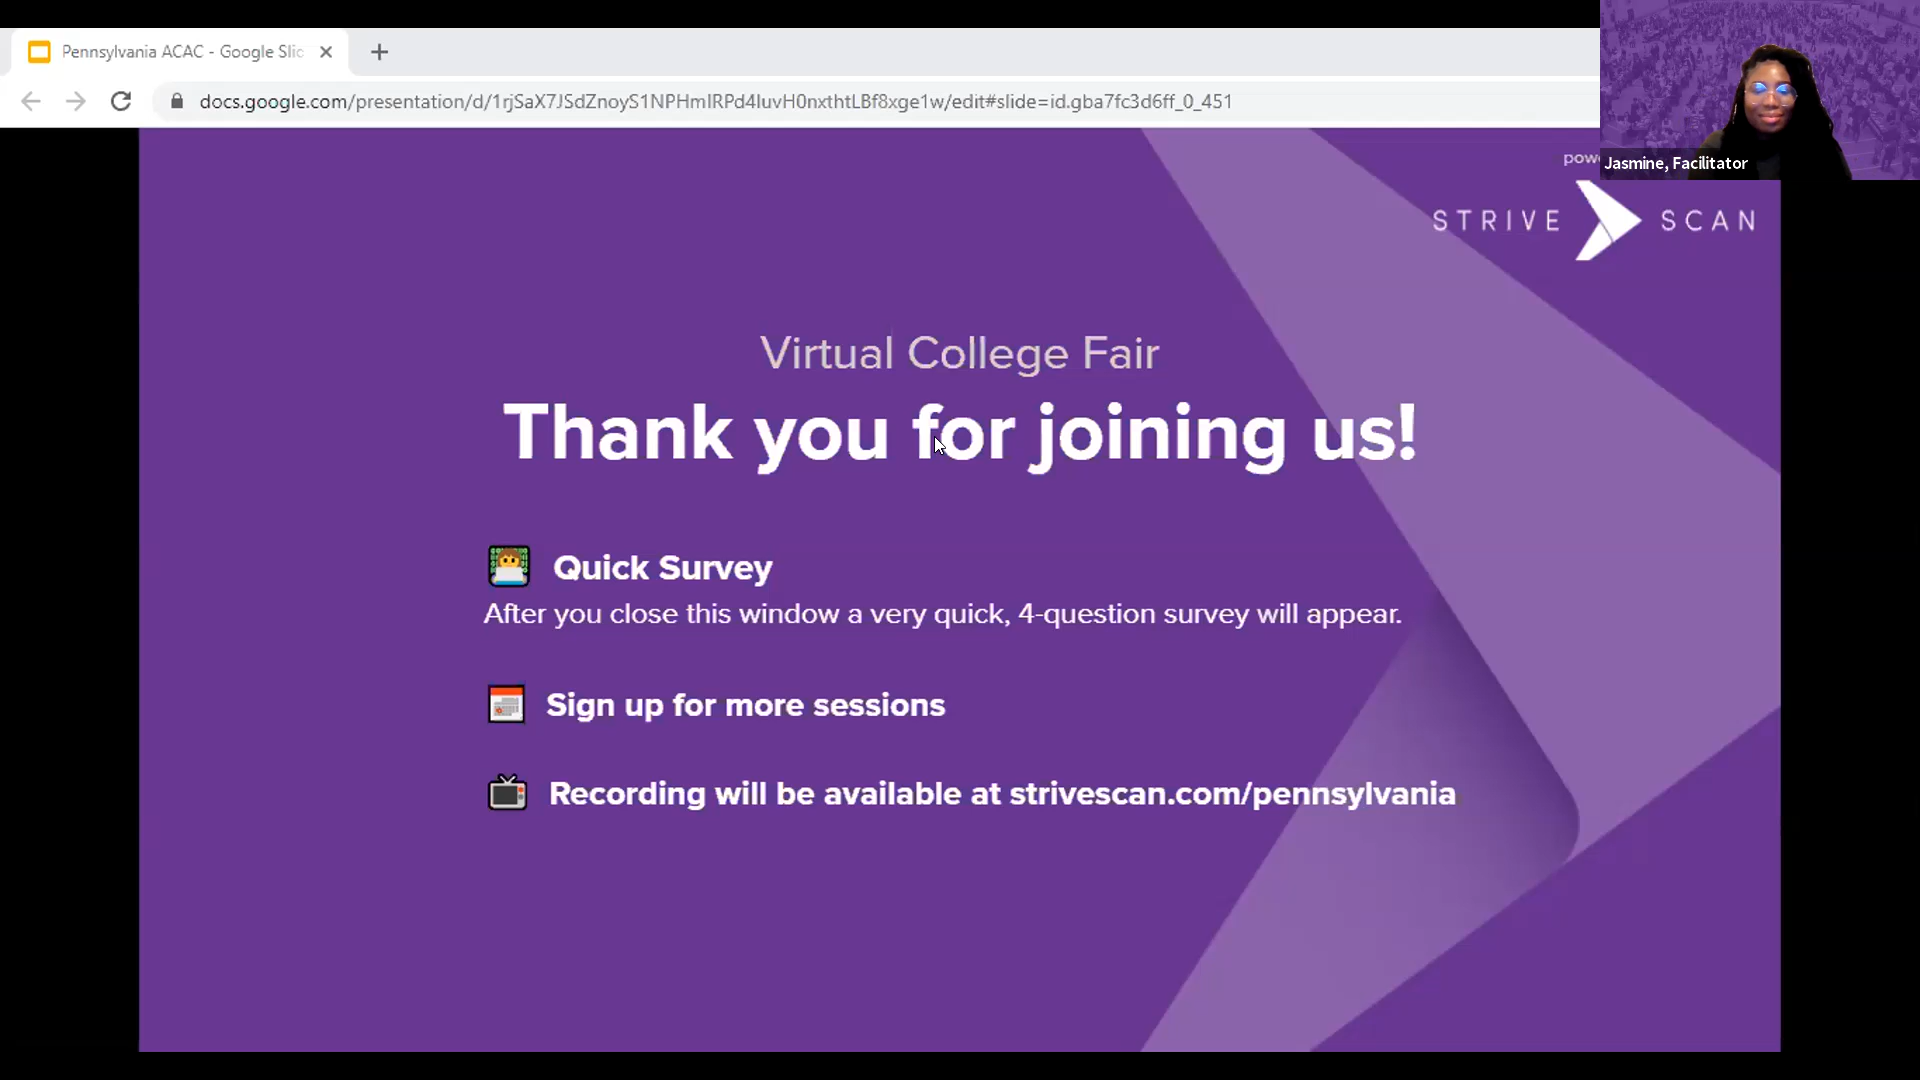 Pennsylvania ACAC - Google Slic
docs.google.com/presentation/d/1rjSaX7JSdZnoyS1NPHmIRPd4IuvH0nxthtLBf8xge1w/edit#slide=id.gba7fc3d6ff_0_451
Jasmine, Facilitator
STRIVE SCAN
Virtual College Fair
Thank you for joining us!
Quick Survey
After you close this window a very quick, 4-question survey will appear.
Sign up for more sessions
Recording will be available at strivescan.com/pennsylvania